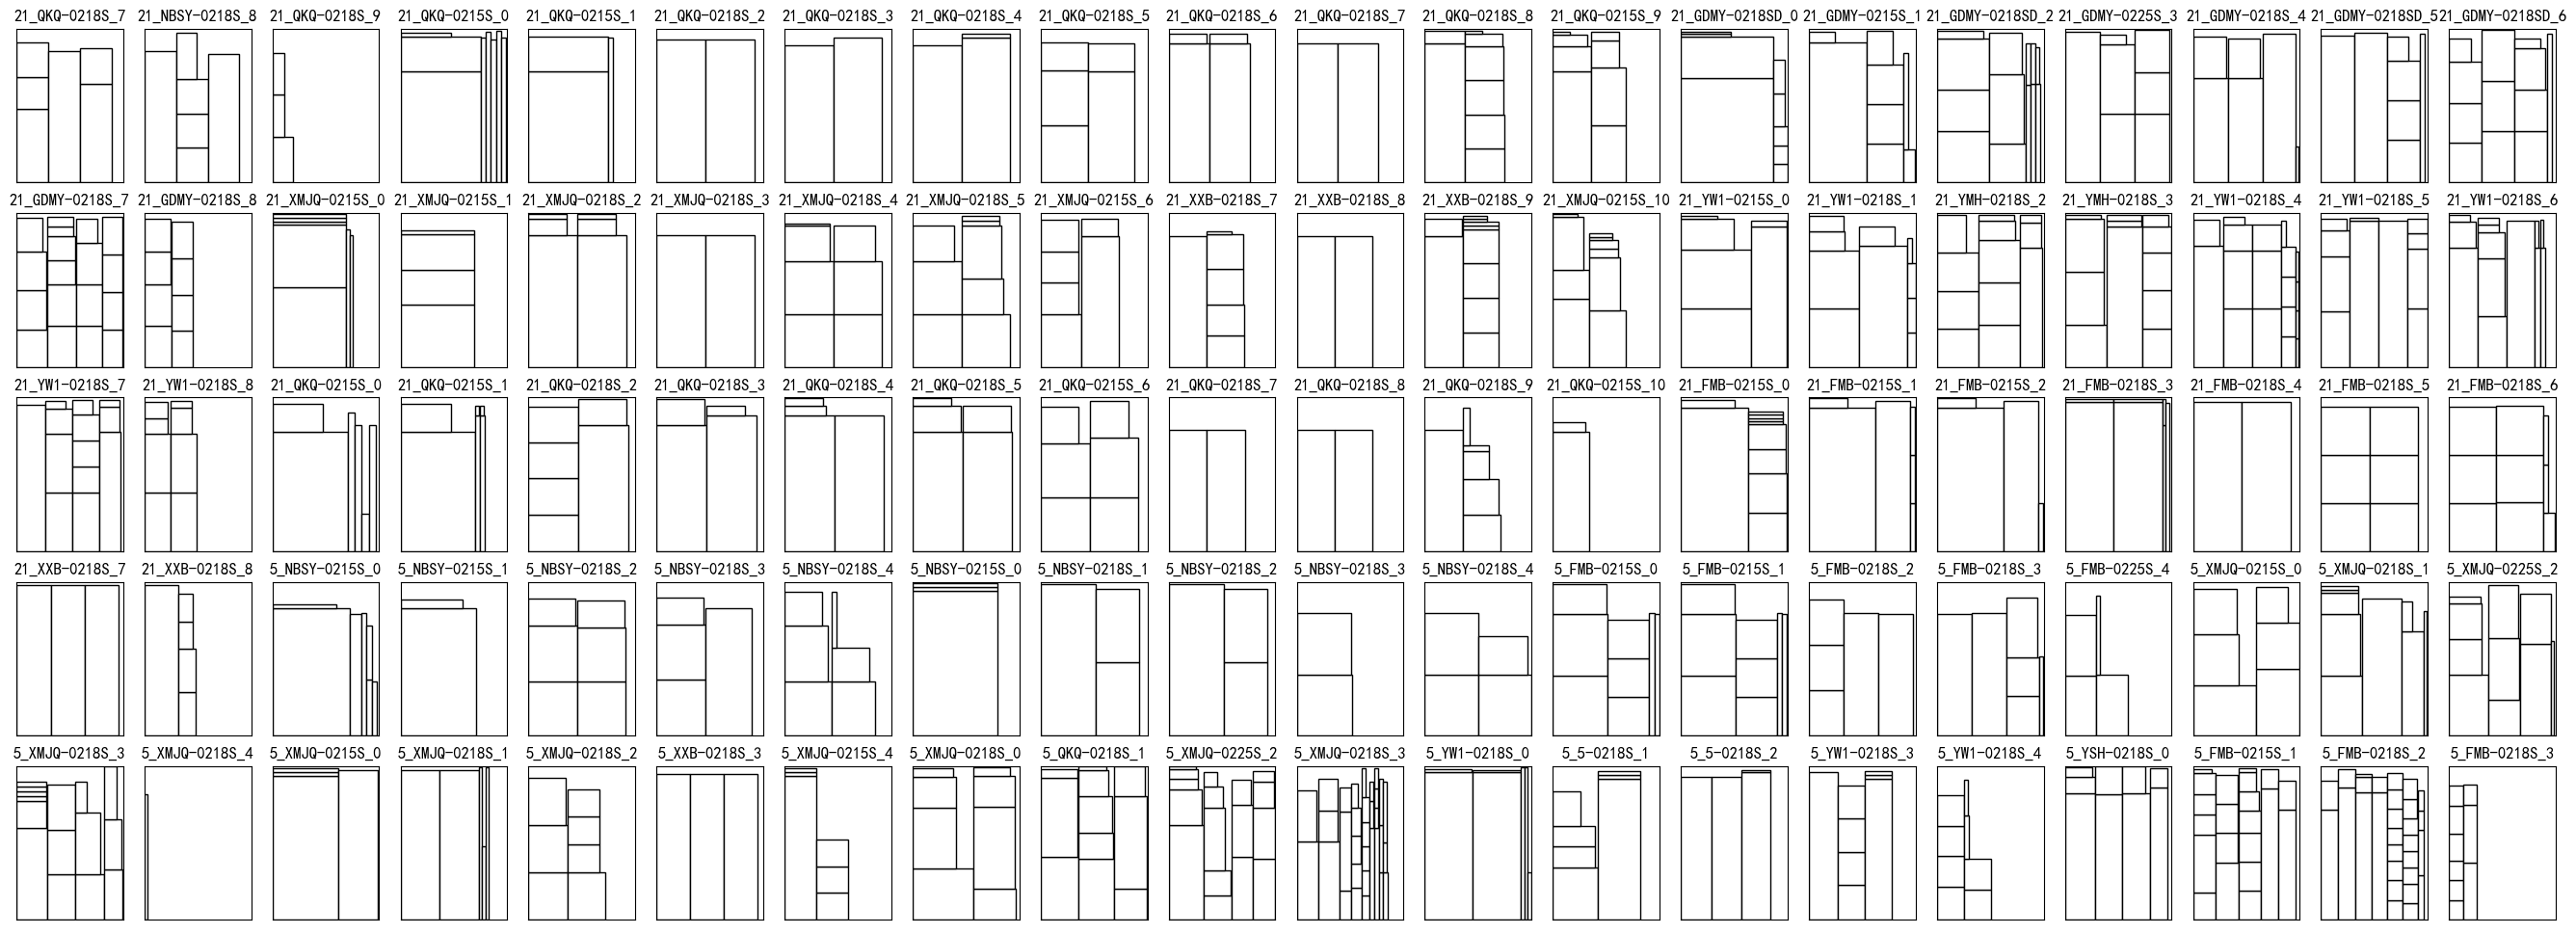 21_QKQ-0218S_7 21_NBSY-0218S_8 21_QKQ-0218S_9 21_QKQ-0215S_0 21_QKQ-0215S_1 21_QKQ-0218S_2 21_QKQ-0218S_3 21_QKQ-0218S_4 21_QKQ-0218S_5 21_QKQ-0218S_6 21_QKQ-0218S_7 21_QKQ-0218S_8 21_QKQ-0215S_9 21_GDMY-0218SD_0 21_GDMY-0215S_1 21_GDMY-0218SD_2 21_GDMY-0225S_3 21_GDMY-0218S_4 21_GDMY-0218SD_5 21_GDMY-0218SD_6
21_GDMY-0218S_7 21_GDMY-0218S_8 21_XMJQ-0215S_0 21_XMJQ-0215S_1 21_XMJQ-0218S_2 21_XMJQ-0218S_3 21_XMJQ-0218S_4 21_XMJQ-0218S_5 21_XMJQ-0215S_6 21_XXB-0218S_7 21_XXB-0218S_8 21_XXB-0218S_9 21_XMJQ-0215S_10 21_YW1-0215S_0 21_YW1-0218S_1 21_YMH-0218S_2 21_YMH-0218S_3 21_YW1-0218S_4 21_YW1-0218S_5 21_YW1-0218S_6
21_YW1-0218S_7 21_YW1-0218S_8 21_QKQ-0215S_0 21_QKQ-0215S_1 21_QKQ-0218S_2 21_QKQ-0218S_3 21_QKQ-0218S_4 21_QKQ-0218S_5 21_QKQ-0215S_6 21_QKQ-0218S_7 21_QKQ-0218S_8 21_QKQ-0218S_9 21_QKQ-0215S_10 21_FMB-0215S_0 21_FMB-0215S_1 21_FMB-0215S_2 21_FMB-0218S_3 21_FMB-0218S_4 21_FMB-0218S_5 21_FMB-0218S_6
21_XXB-0218S_7 21_XXB-0218S_8 5_NBSY-0215S_0 5_NBSY-0215S_1 5_NBSY-0218S_2 5_NBSY-0218S_3 5_NBSY-0218S_4 5_NBSY-0215S_0 5_NBSY-0218S_1 5_NBSY-0218S_2 5_NBSY-0218S_3 5_NBSY-0218S_4 5_FMB-0215S_0 5_FMB-0215S_1 5_FMB-0218S_2 5_FMB-0218S_3 5_FMB-0225S_4 5_XMJQ-0215S_0 5_XMJQ-0218S_1 5_XMJQ-0225S_2
5_XMJQ-0218S_3 5_XMJQ-0218S_4 5_XMJQ-0215S_0 5_XMJQ-0218S_1 5_XMJQ-0218S_2 5_XXB-0218S_3 5_XMJQ-0215S_4 5_XMJQ-0218S_0 5_QKQ-0218S_1 5_XMJQ-0225S_2 5_XMJQ-0218S_3 5_YW1-0218S_0 5_5-0218S_1 5_5-0218S_2 5_YW1-0218S_3 5_YW1-0218S_4 5_YSH-0218S_0 5_FMB-0215S_1 5_FMB-0218S_2 5_FMB-0218S_3